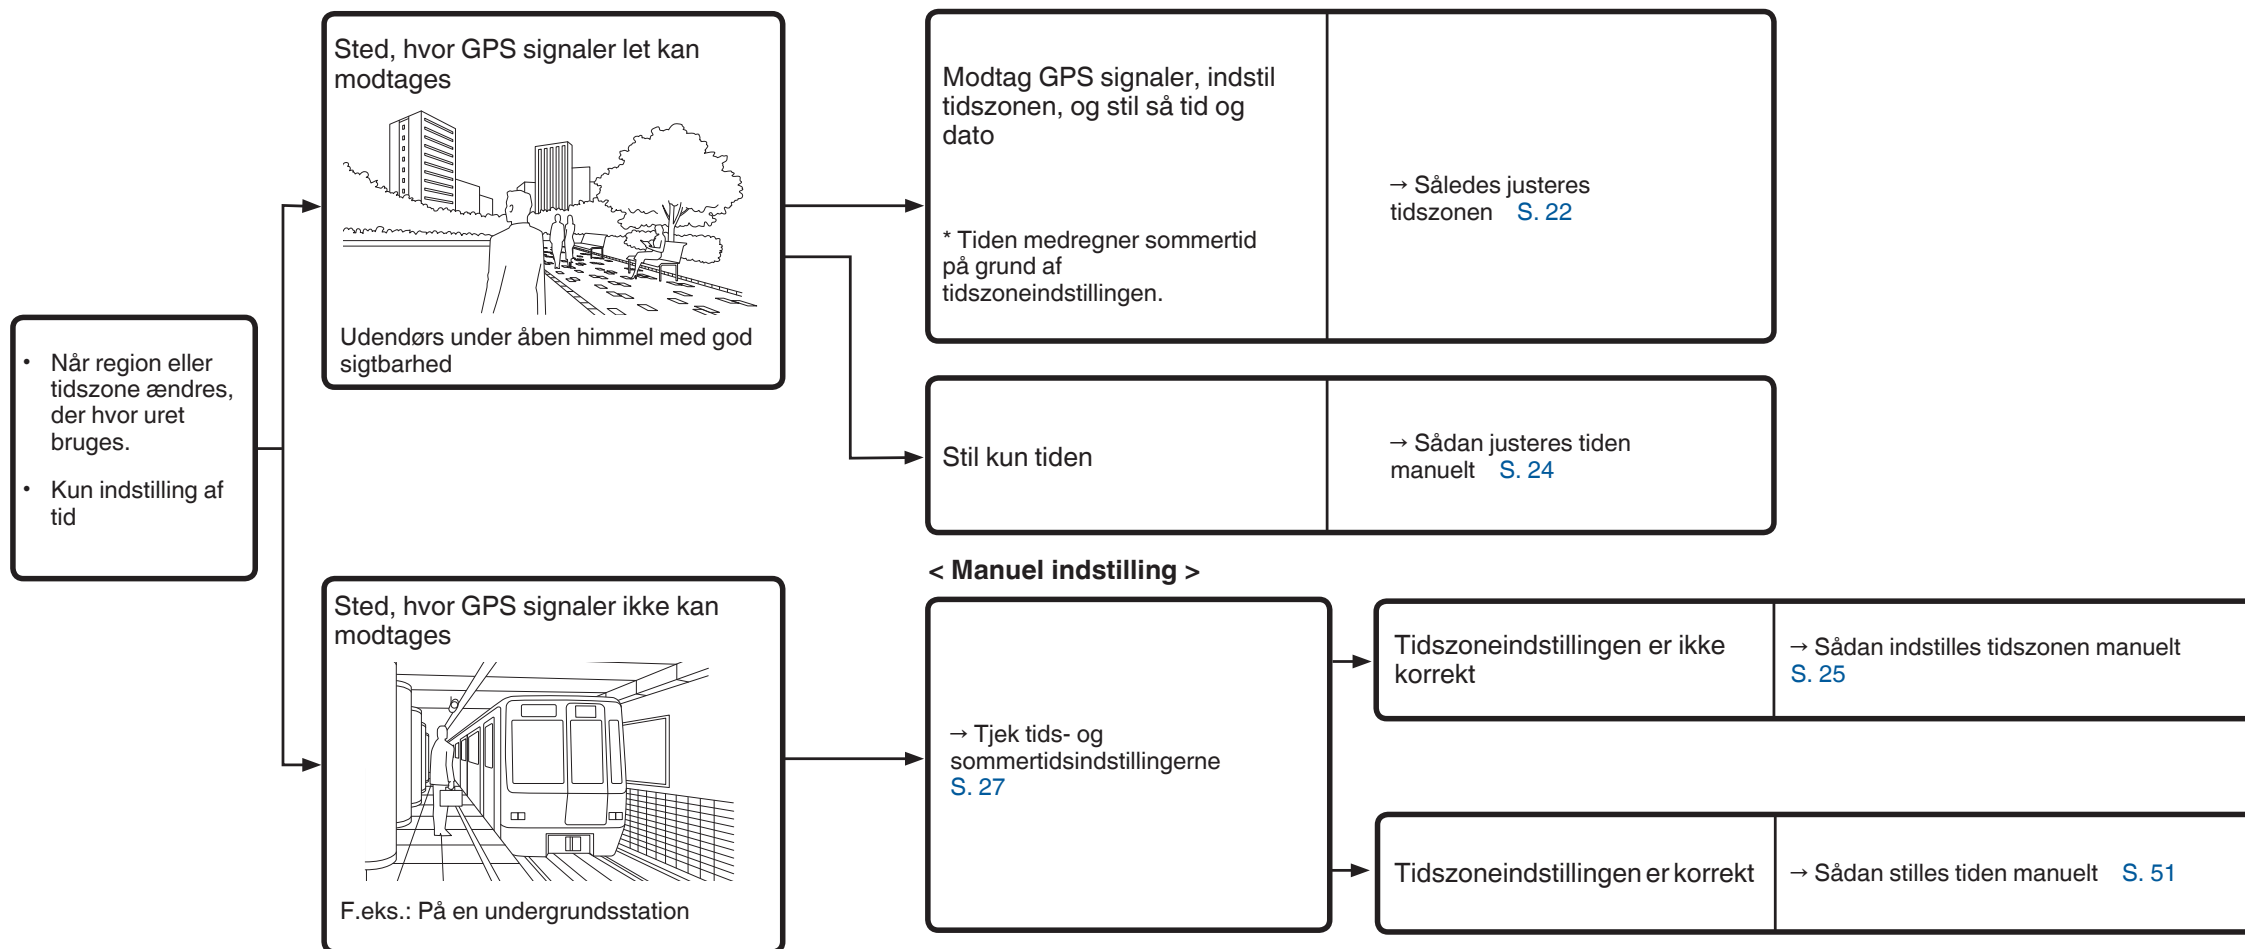 • Når region eller
tidszone ændres,
der hvor uret
bruges.
• Kun indstilling af
tid
Sted, hvor GPS signaler let kan
modtages
Udendørs under åben himmel med god
sigtbarhed
Modtag GPS signaler, indstil
tidszonen, og stil så tid og
dato
* Tiden medregner sommertid
på grund af
tidszoneindstillingen.
→ Således justeres
tidszonen S. 22
Stil kun tiden
→ Sådan justeres tiden
manuelt S. 24
Sted, hvor GPS signaler ikke kan
modtages
F.eks.: På en undergrundsstation
< Manuel indstilling >
→ Tjek tids- og
sommertidsindstillingerne
S. 27
Tidszoneindstillingen er ikke
korrekt
→ Sådan indstilles tidszonen manuelt
S. 25
Tidszoneindstillingen er korrekt
→ Sådan stilles tiden manuelt S. 51